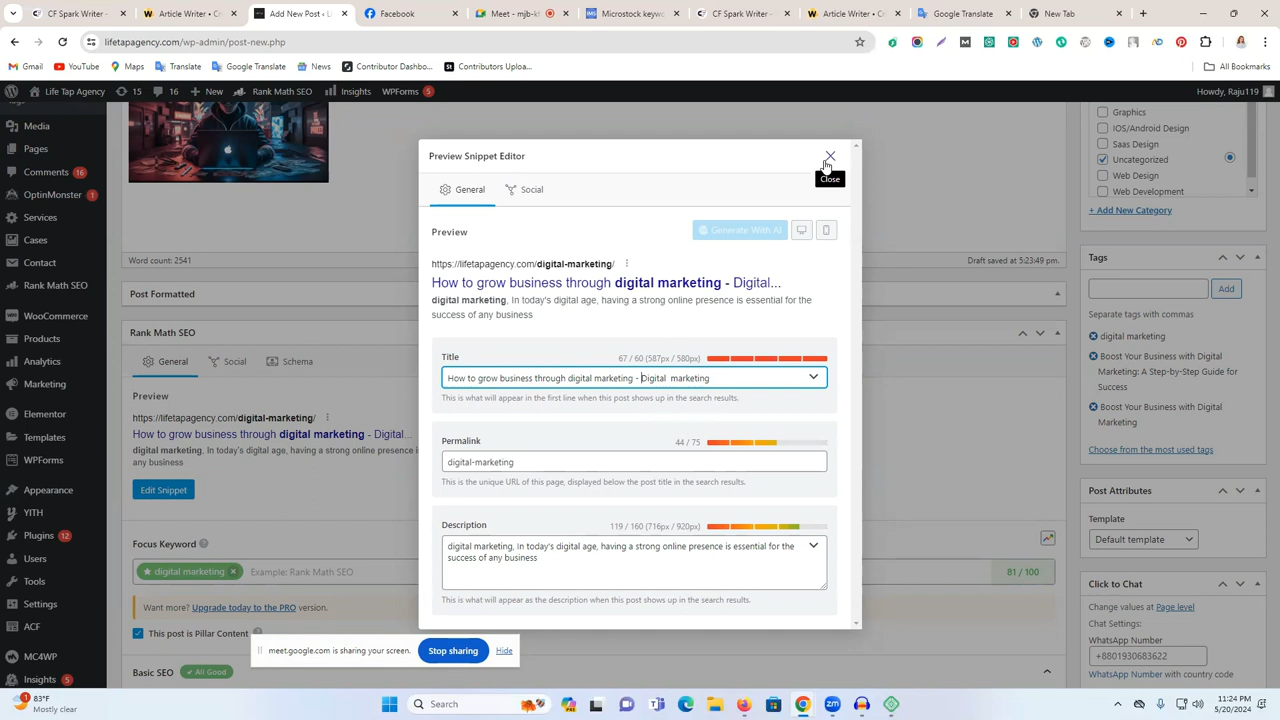 CF Spark Writer -
Article Writer - C
Add New Post ‹ Li
Facebook
Meet – mjb-kl
Microstock keyw
CF Spark Writer -
Article Writer - C
Google Translate
New Tab
lifetapagency.com/wp-admin/post-new.php
Gmail
YouTube
Maps
Translate
Google Translate
News
Contributor Dashbo...
Contributors Uploa...
All Bookmarks
Life Tap Agency
15
16
New
Rank Math SEO
Insights
WPForms 5
Howdy, Raju119
Media
Pages
Comments 16
OptinMonster 1
Services
Cases
Contact
Rank Math SEO
WooCommerce
Products
Analytics
Marketing
Elementor
Templates
WPForms
Appearance
YITH
Plugins 12
Users
Tools
Settings
ACF
MC4WP
Insights 5
Word count: 2541
Draft saved at 5:23:49 pm.
Post Formatted
Rank Math SEO
General
Social
Schema
Preview
https://lifetapagency.com/digital-marketing/
How to grow business through digital marketing - Digital...
digital marketing, In today's digital age, having a strong online presence i
and any business
Edit Snippet
Focus Keyword
digital marketing
Example: Rank Math SEO
81 / 100
Want more? Upgrade today to the PRO version.
This post is Pillar Content
Basic SEO
All Good
Preview Snippet Editor
Close
General
Social
Preview
Generate With AI
https://lifetapagency.com/digital-marketing/
How to grow business through digital marketing - Digital...
digital marketing, In today's digital age, having a strong online presence is essential for the
success of any business
Title
67 / 60 (587px / 580px)
How to grow business through digital marketing - Digital marketing
This is what will appear in the first line when this post shows up in the search results.
Permalink
44 / 75
digital-marketing
This is the unique URL of this page, displayed below the post title in the search results.
Description
119 / 160 (716px / 920px)
digital marketing, In today's digital age, having a strong online presence is essential for the
success of any business
This is what will appear as the description when this post shows up in the search results.
Graphics
IOS/Android Design
Saas Design
Uncategorized
Web Design
Web Development
+ Add New Category
Tags
Add
Separate tags with commas
digital marketing
Boost Your Business with Digital
Marketing: A Step-by-Step Guide for
Success
Boost Your Business with Digital
Marketing
Choose from the most used tags
Post Attributes
Template
Default template
Click to Chat
Change values at Page level
Chat Settings:
WhatsApp Number
+8801930683622
WhatsApp Number with country code
meet.google.com is sharing your screen.
Stop sharing
Hide
83°F
Mostly clear
Search
11:24 PM
5/20/2024